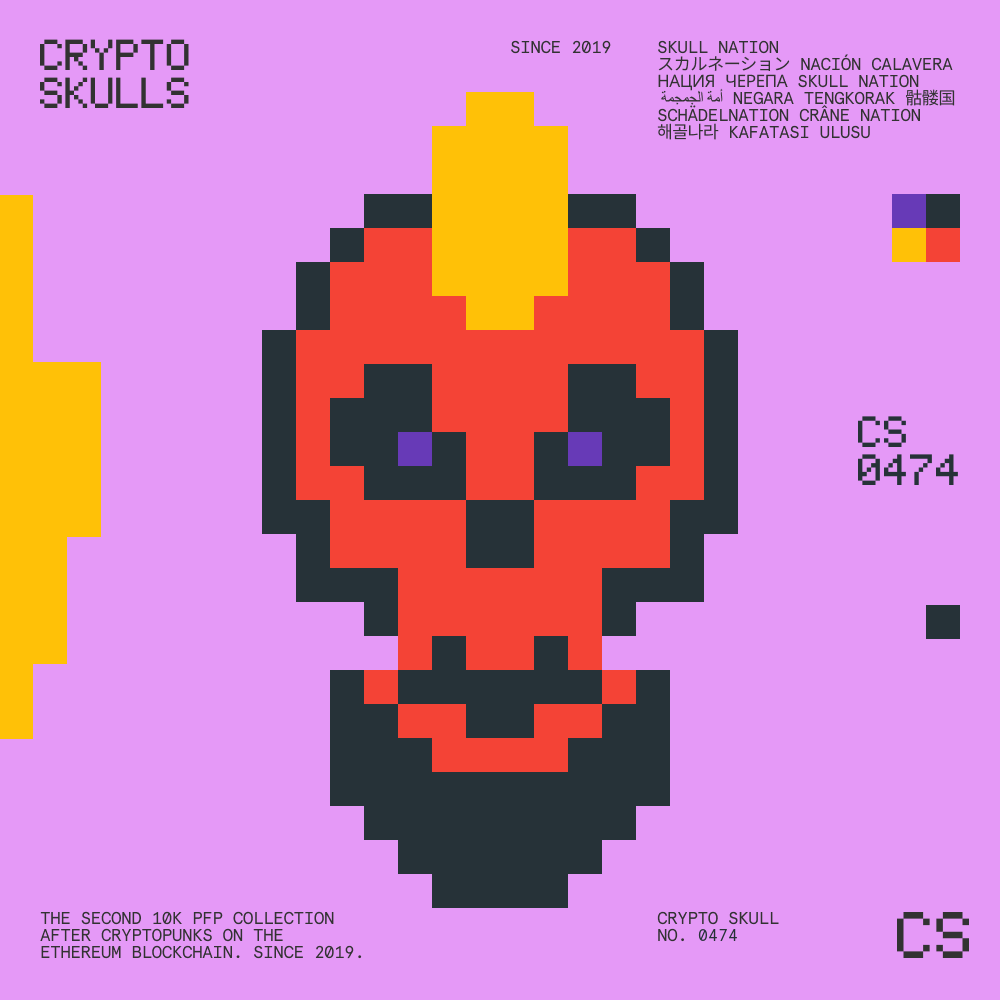 CRYPTO
SKULLS
SINCE 2019
SKULL NATION
スカルネーション NACIÓN CALAVERA
НАЦИЯ ЧЕРЕПА SKULL NATION
أمة الجمجمة NEGARA TENGKORAK 骷髅国
SCHÄDELNATION CRÂNE NATION
해골나라 KAFATASI ULUSU
CS
0474
THE SECOND 10K PFP COLLECTION
AFTER CRYPTOPUNKS ON THE
ETHEREUM BLOCKCHAIN. SINCE 2019.
CRYPTO SKULL
NO. 0474
CS